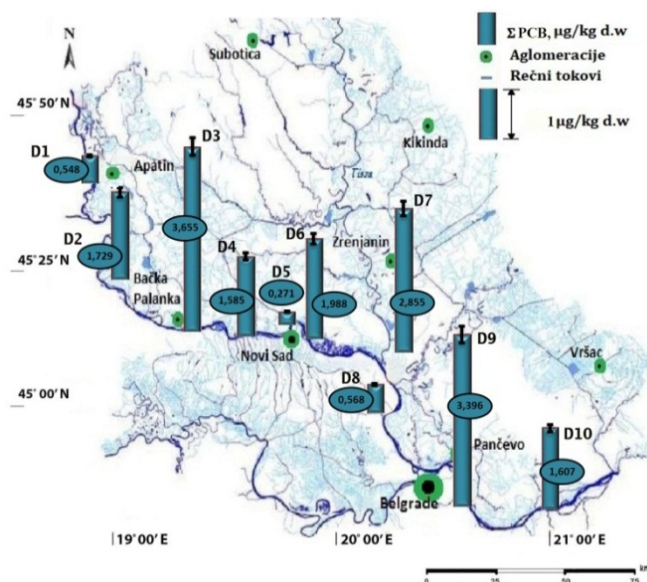 ΣPCB, µg/kg d.w
Aglomeracije
Rečni tokovi
1µg/kg d.w
N
Subotica
45°50'N
Kikinda
D3
D1
Apatin
Tisza
0,548
D7
D2
3,655
D6
Zrenjanin
D4
D5
1,729
Bačka
Palanka
0,271
45°25'N
1,585
1,988
2,855
Novi Sad
D9
Vršac
D8
45°00'N
0,568
3,396
D10
Pančevo
1,607
Belgrade
19°00'E
20°00'E
21°00'E
km
0
25
50
75